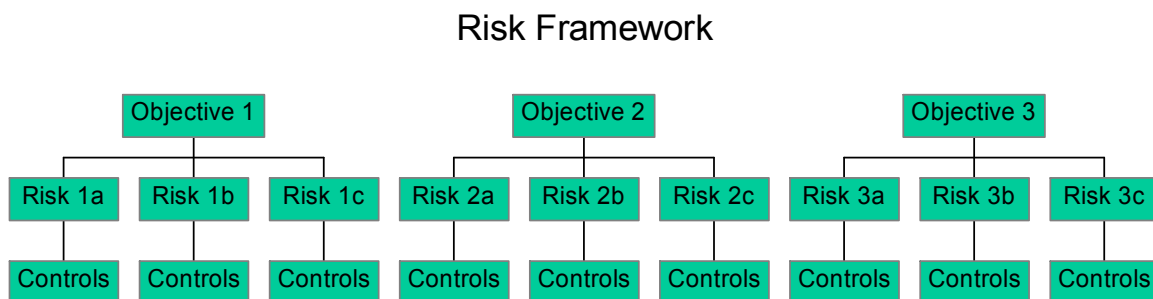 Risk Framework
Objective 1 Objective 2 Objective 3
Risk 1a Risk 1b Risk 1c Risk 2a Risk 2b Risk 2c Risk 3a Risk 3b Risk 3c
Controls Controls Controls Controls Controls Controls Controls Controls Controls